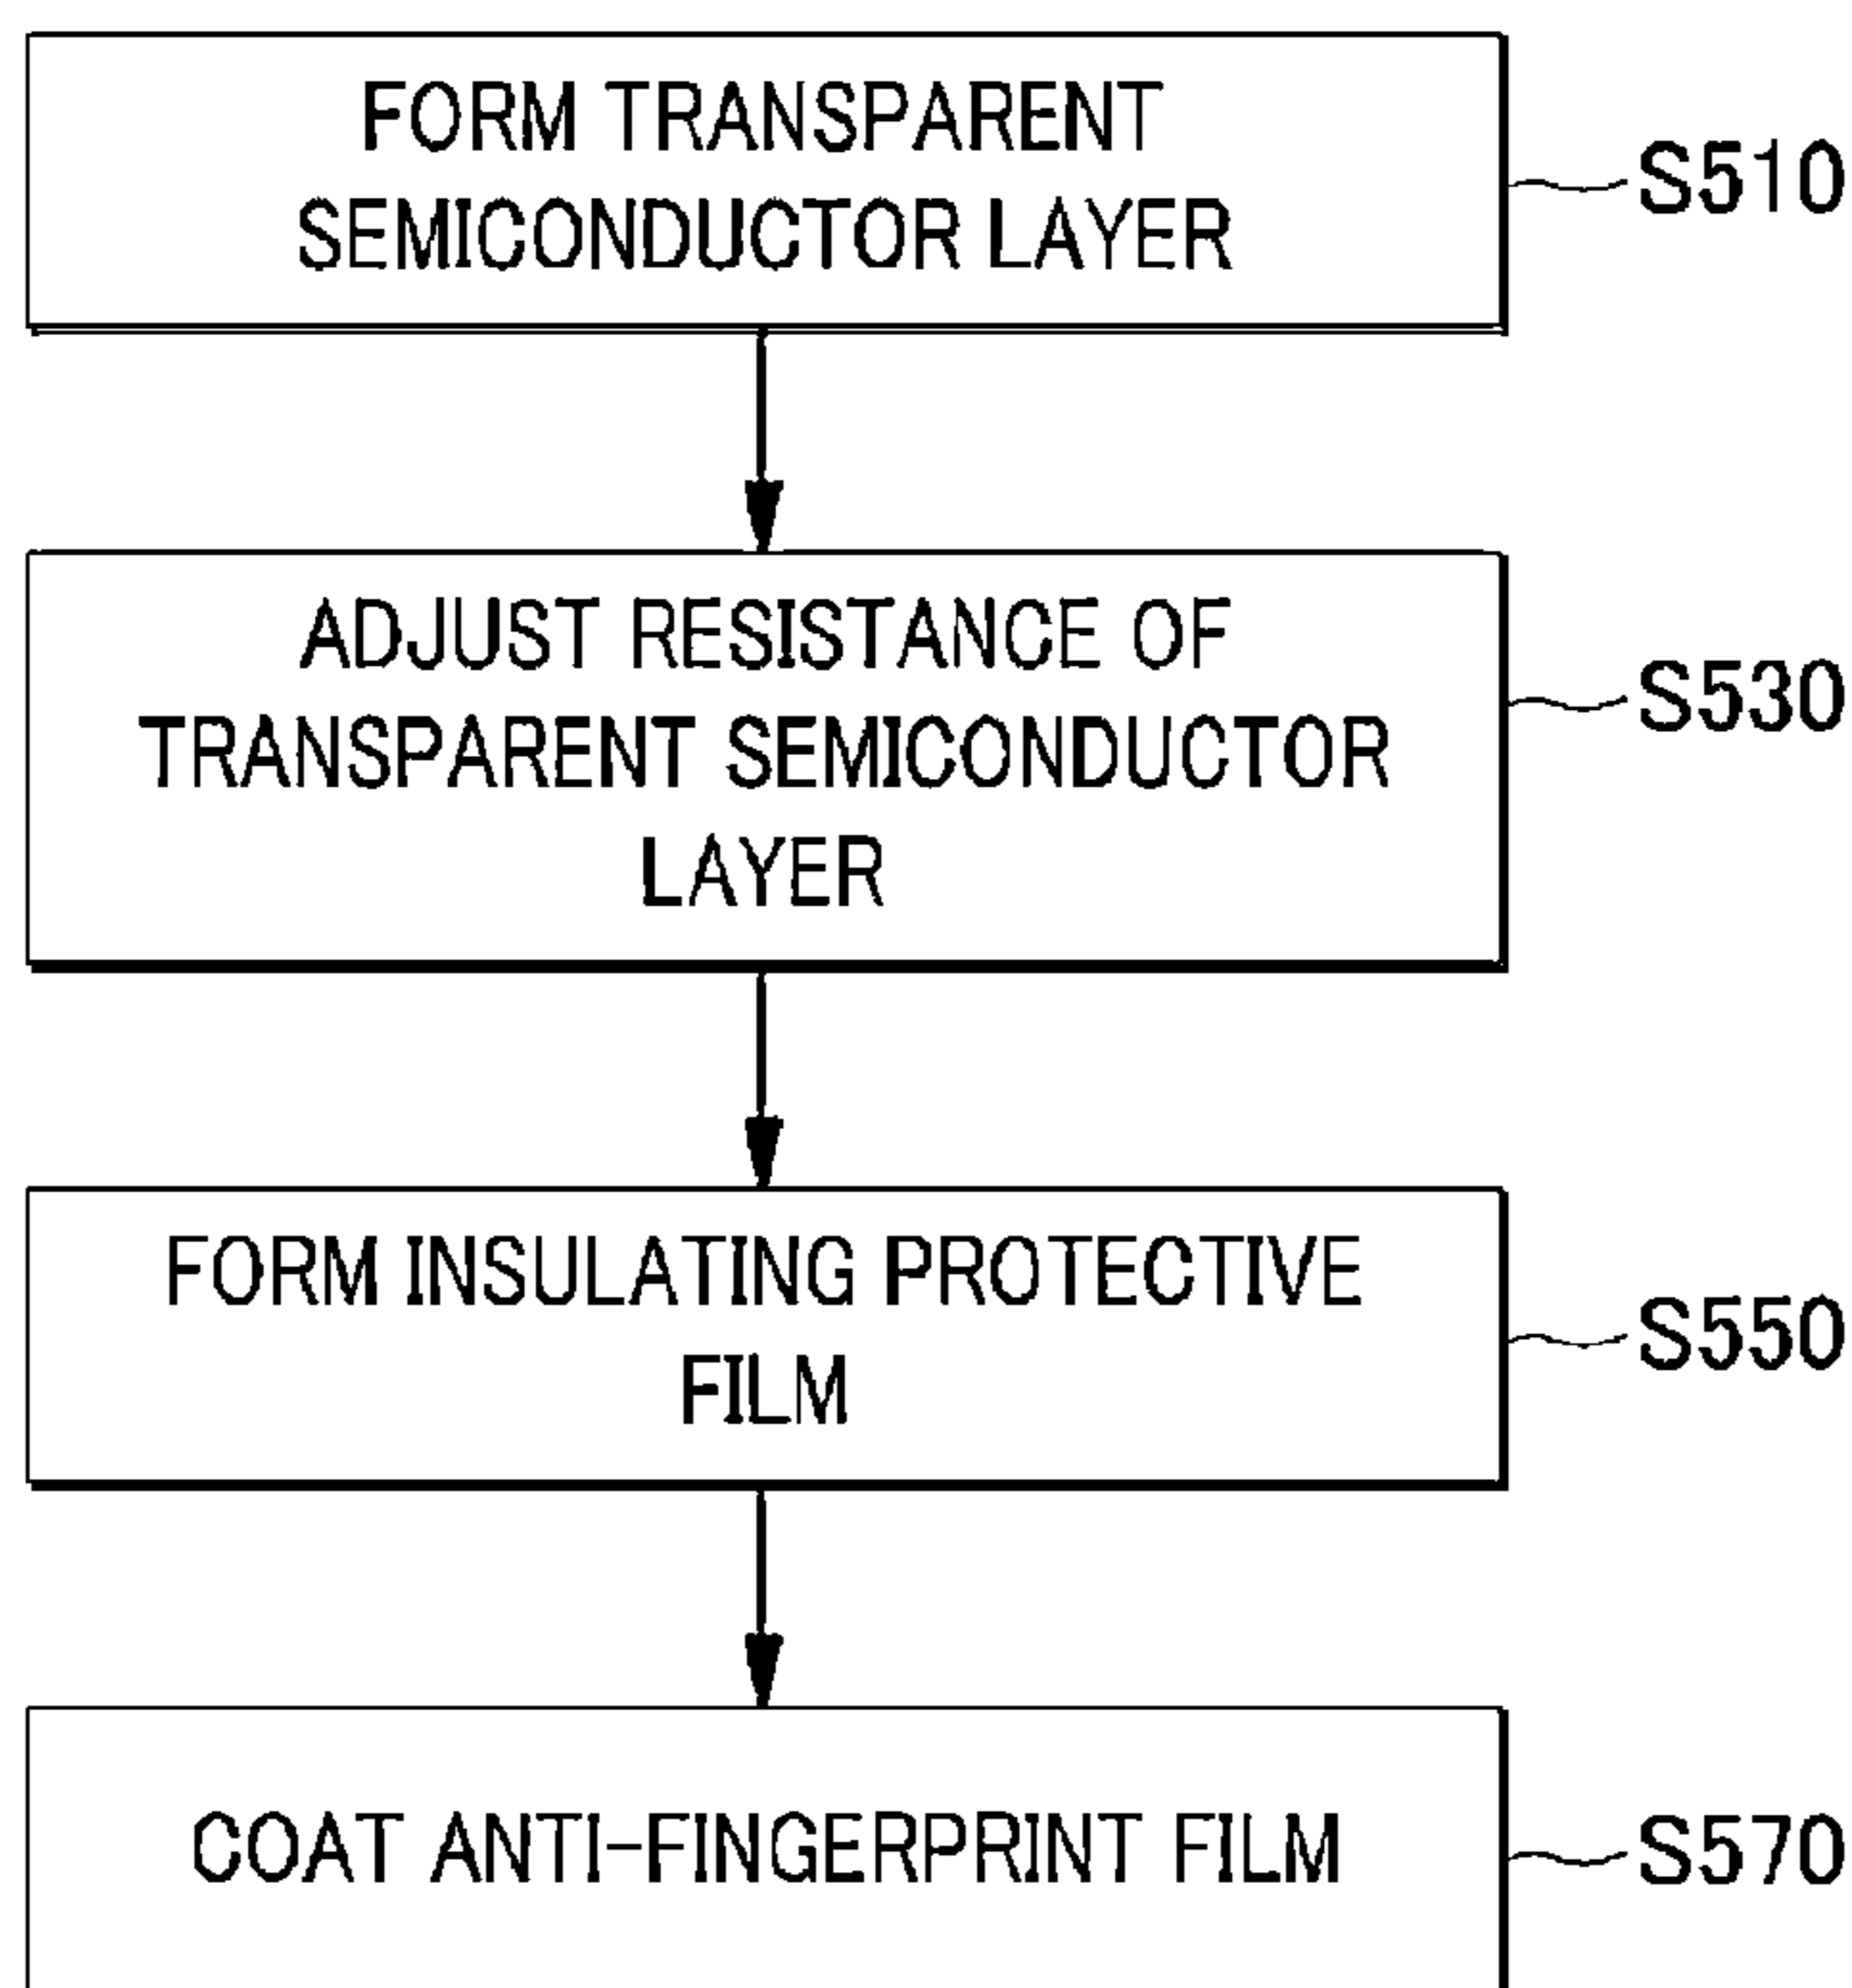 FORM TRANSPARENT
SEMICONDUCTOR LAYER
S510
ADJUST RESISTANCE OF
TRANSPARENT SEMICONDUCTOR
LAYER
S530
FORM INSULATING PROTECTIVE
FILM
S550
COAT ANTI-FINGERPRINT FILM
S570